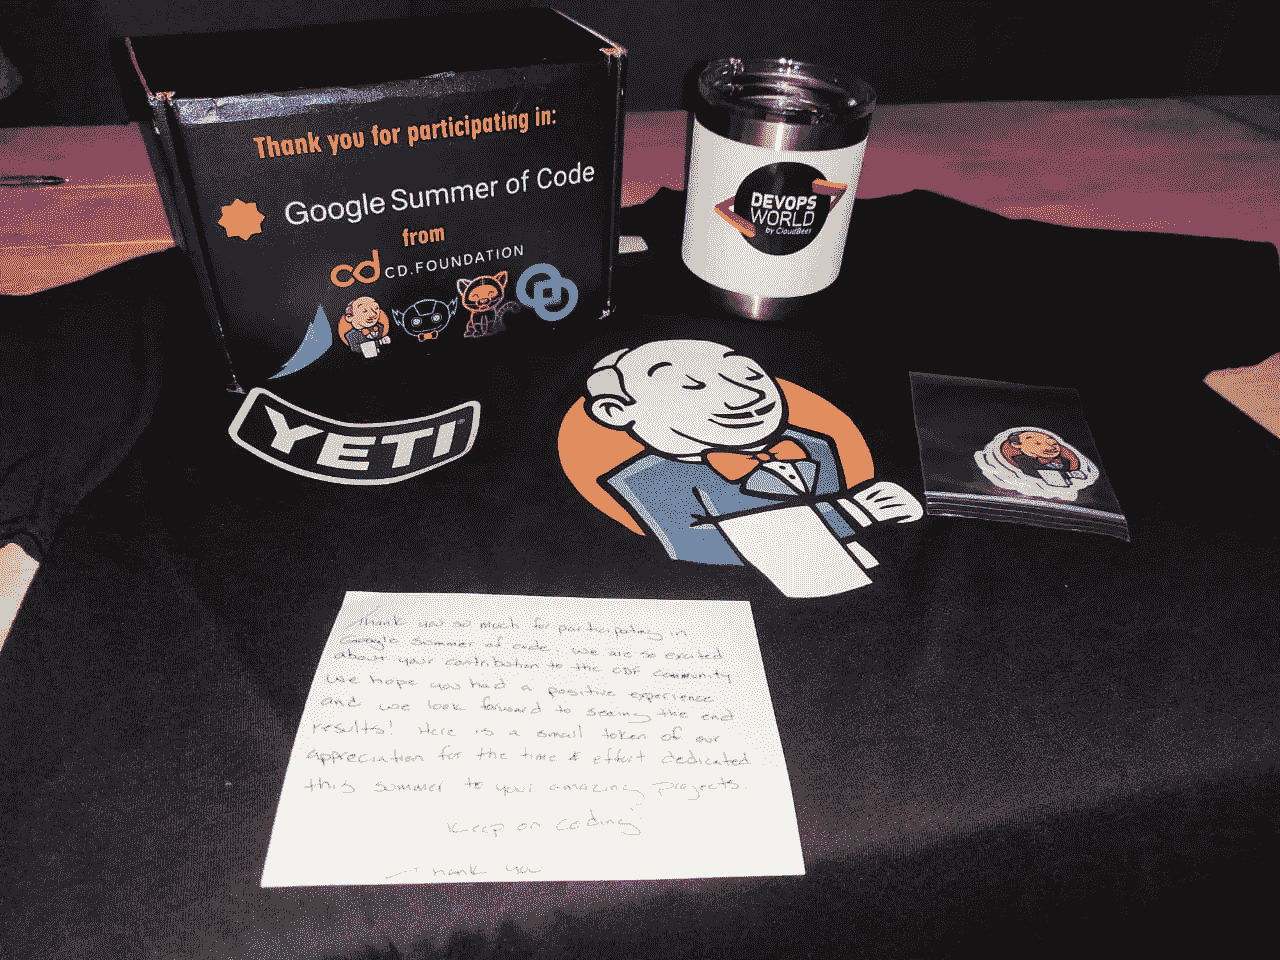 Thank you for participating in:
Google Summer of Code
from
cd CD.FOUNDATION
DEVOPS
WORLD
by CloudBees
YETI
Thank you so much for participating in
Google summer of code. We are so excited
about your contribution to the CDF community
We hope you had a positive experience
and we look forward to seeing the end
results! Here is a small token of our
appreciation for the time & effort dedicated
this summer to your amazing projects.
Keep on coding
Thank you